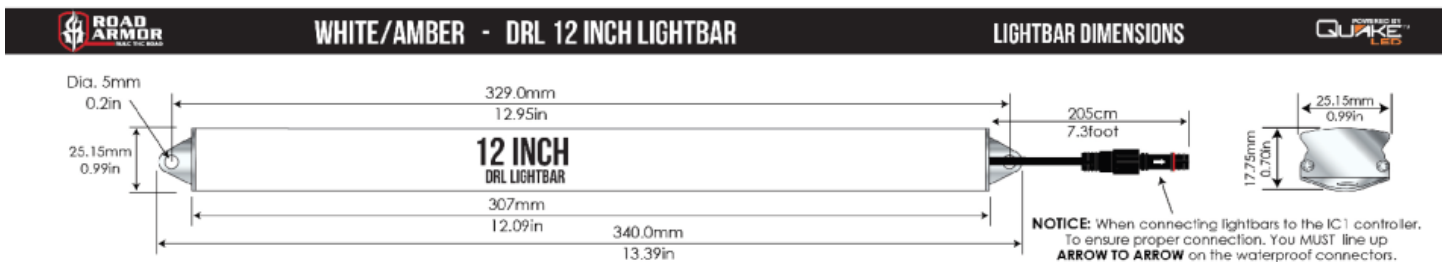 ROAD
ARMOR
WHITE/AMBER - DRL 12 INCH LIGHTBAR
LIGHTBAR DIMENSIONS
POWERED BY
QUAKE
LED
Dia. 5mm
0.2in
329.0mm
12.95in
205cm
7.3foot
25.15mm
0.99in
25.15mm
0.99in
12 INCH
DRL LIGHTBAR
17.75mm
0.70in
307mm
12.09in
340.0mm
13.39in
NOTICE: When connecting lightbars to the IC1 controller.
To ensure proper connection. You MUST line up
ARROW TO ARROW on the waterproof connectors.